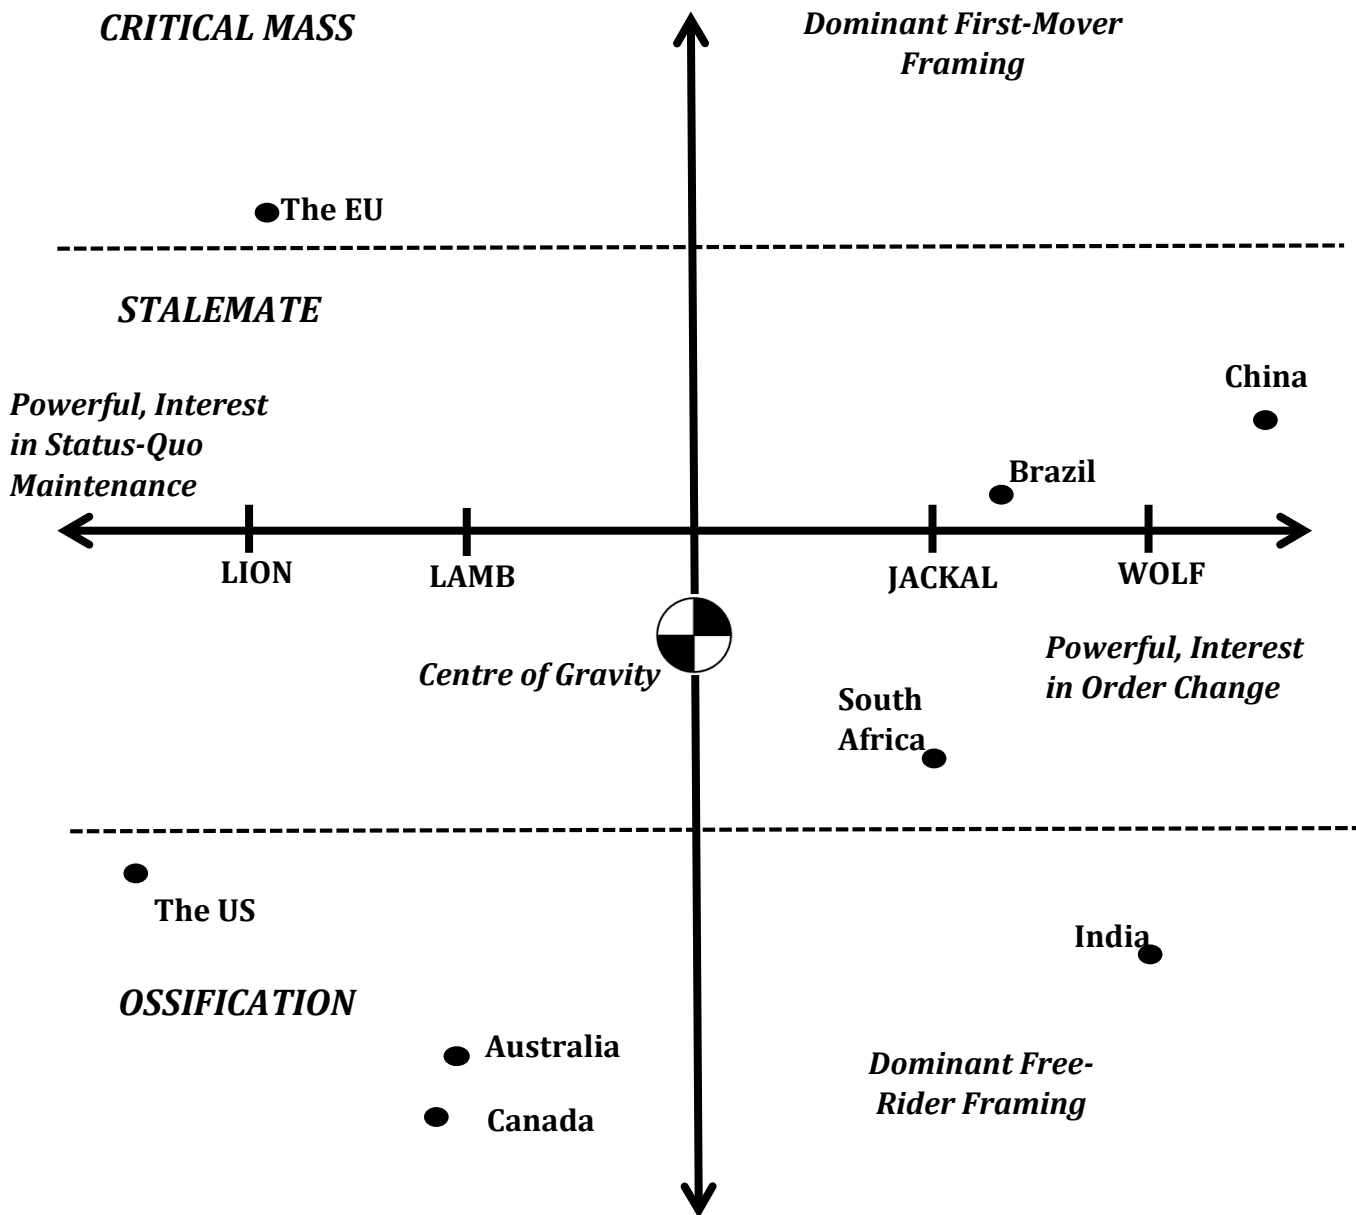 CRITICAL MASS
Dominant First-Mover
Framing
The EU
STALEMATE
China
Powerful, Interest
in Status-Quo
Maintenance
Brazil
LION
LAMB
JACKAL
WOLF
Centre of Gravity
Powerful, Interest
in Order Change
South
Africa
The US
India
OSSIFICATION
Australia
Dominant Free-
Rider Framing
Canada